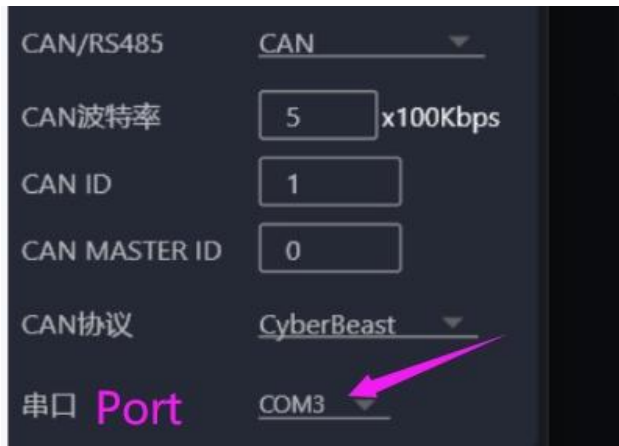 CAN/RS485 CAN
CAN波特率 5 x100Kbps
CAN ID 1
CAN MASTER ID 0
CAN协议 CyberBeast
串口 Port COM3